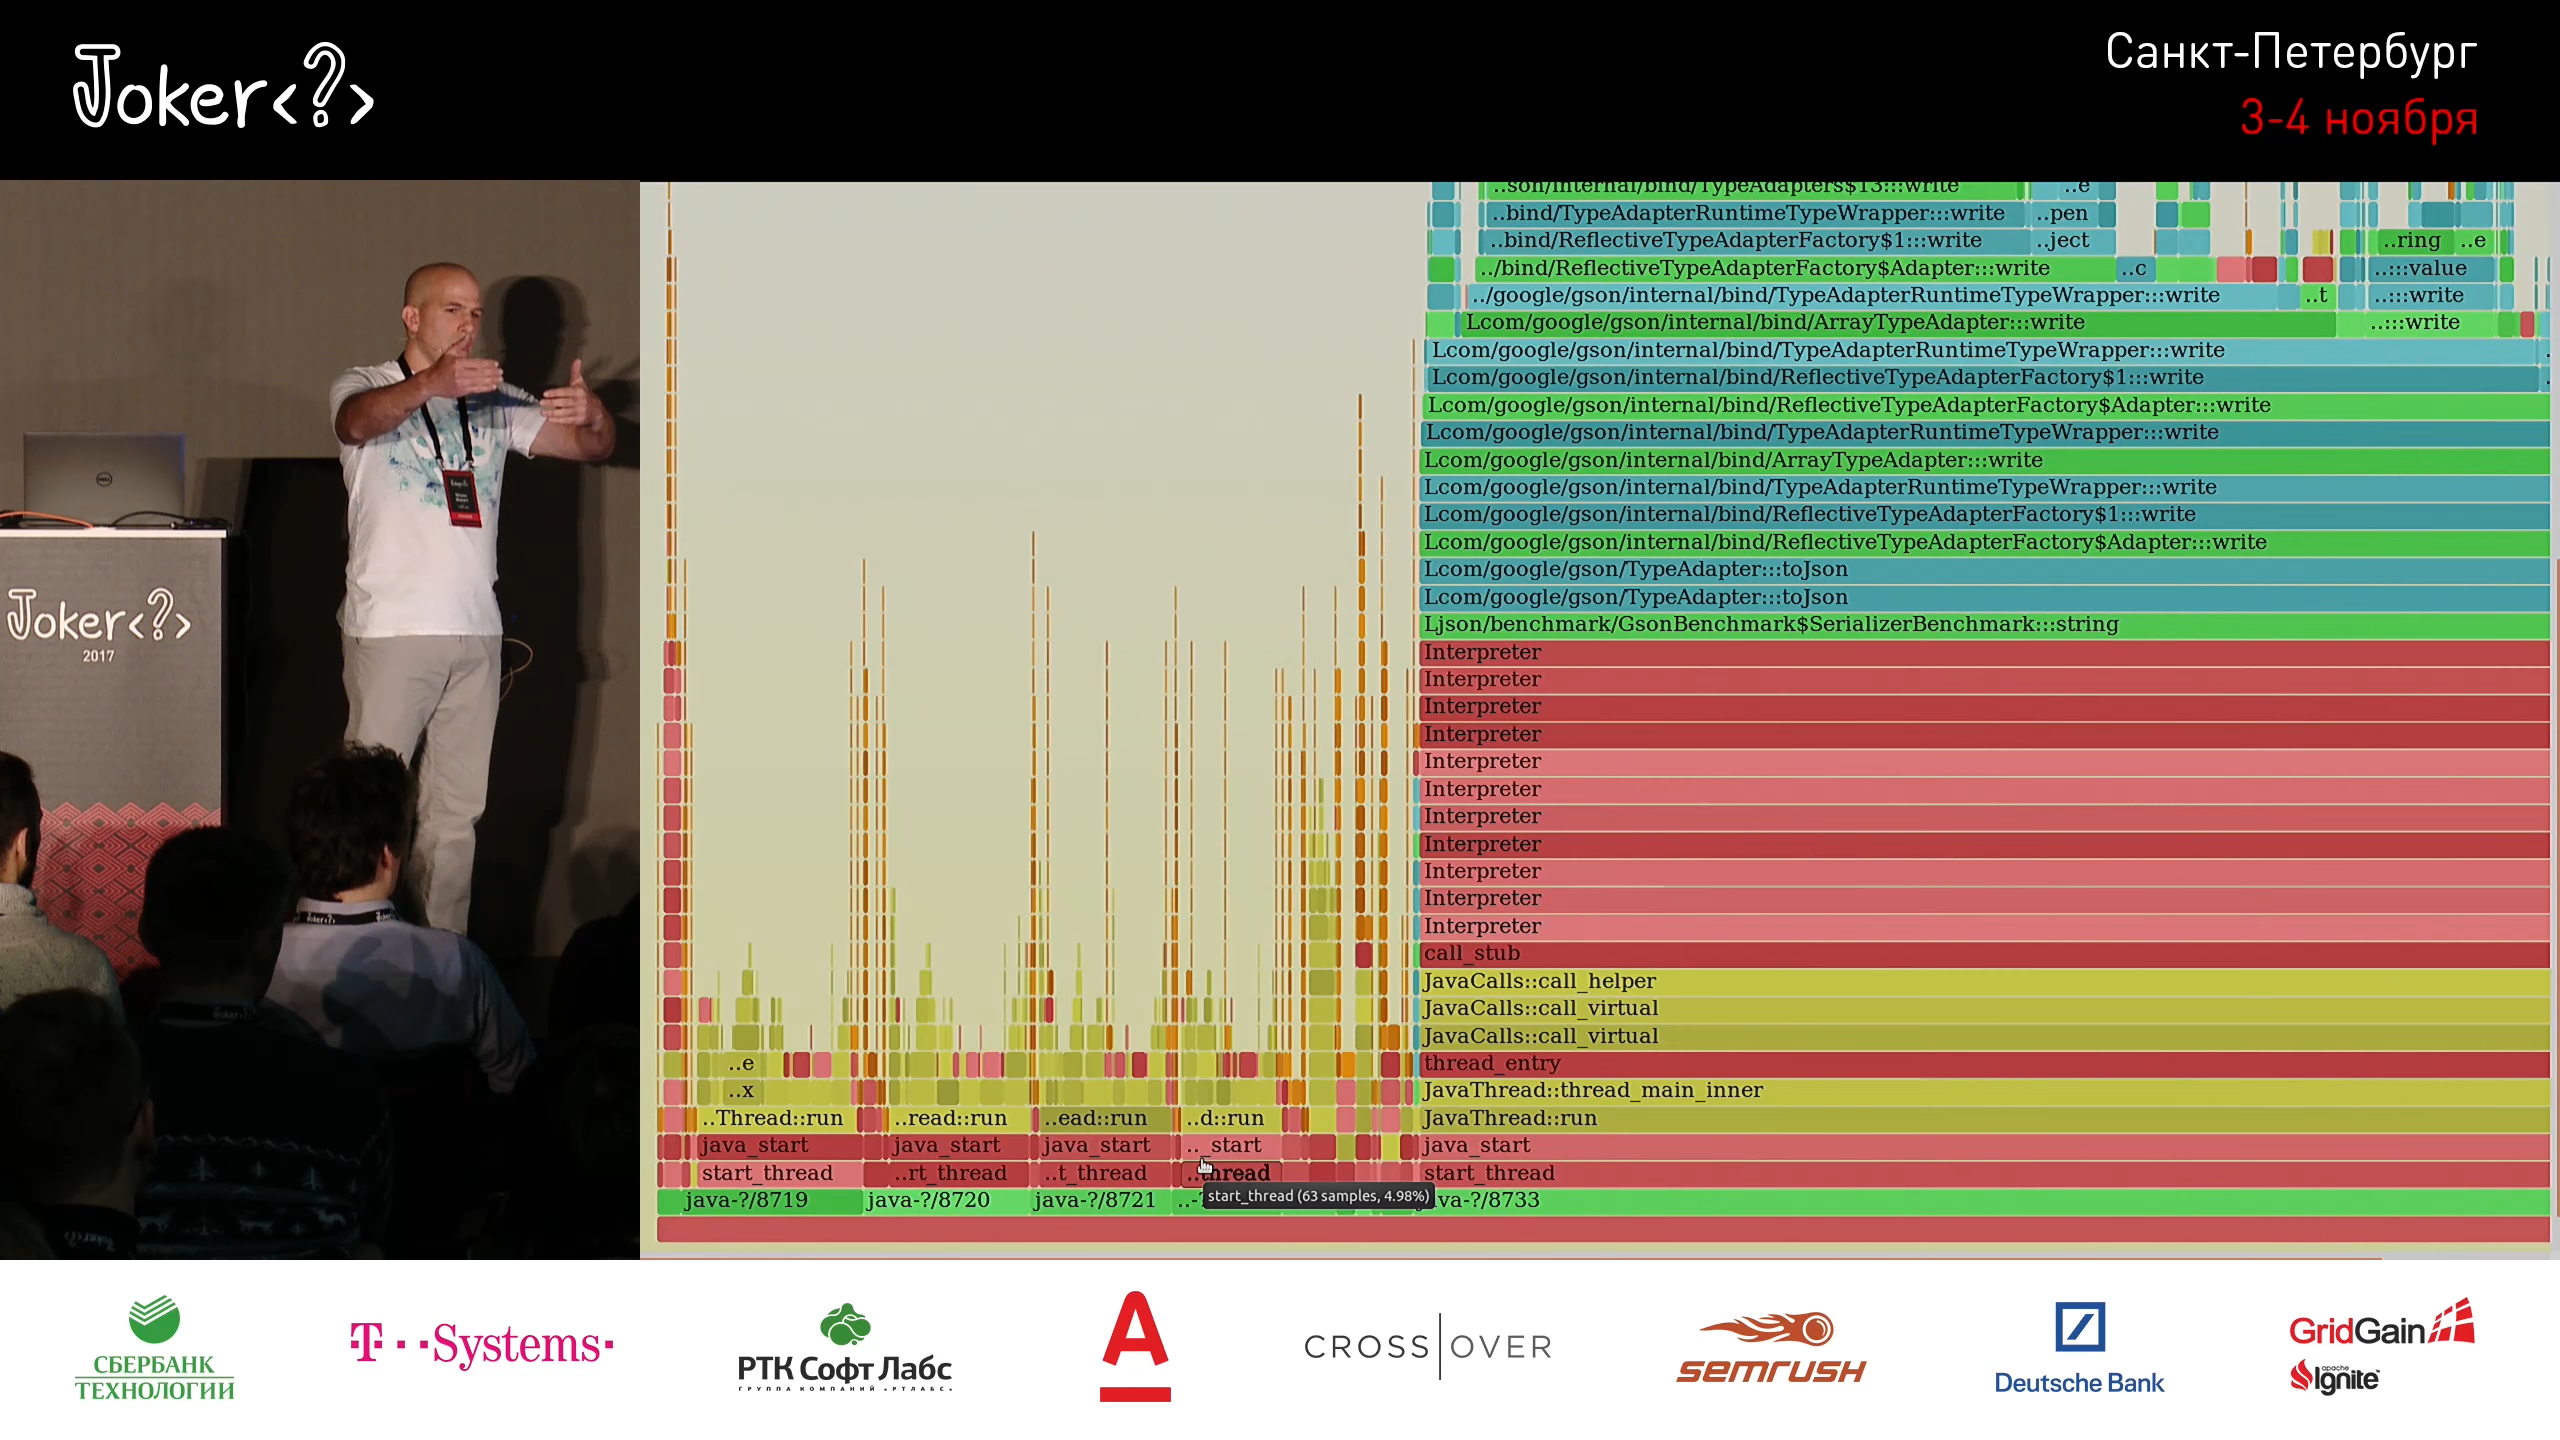 Joker<?>
Санкт-Петербург
3-4 ноября
..son/internal/bind/TypeAdapters$13:::write
..e
..bind/TypeAdapterRuntimeTypeWrapper:::write
..pen
..bind/ReflectiveTypeAdapterFactory$1:::write
..ject
..ring
..e
../bind/ReflectiveTypeAdapterFactory$Adapter:::write
..c
..:::value
../google/gson/internal/bind/TypeAdapterRuntimeTypeWrapper:::write
..t
..:::write
Lcom/google/gson/internal/bind/ArrayTypeAdapter:::write
..:::write
Lcom/google/gson/internal/bind/TypeAdapterRuntimeTypeWrapper:::write
Lcom/google/gson/internal/bind/ReflectiveTypeAdapterFactory$1:::write
Lcom/google/gson/internal/bind/ReflectiveTypeAdapterFactory$Adapter:::write
Lcom/google/gson/internal/bind/TypeAdapterRuntimeTypeWrapper:::write
Lcom/google/gson/internal/bind/ArrayTypeAdapter:::write
Lcom/google/gson/internal/bind/TypeAdapterRuntimeTypeWrapper:::write
Lcom/google/gson/internal/bind/ReflectiveTypeAdapterFactory$1:::write
Lcom/google/gson/internal/bind/ReflectiveTypeAdapterFactory$Adapter:::write
Lcom/google/gson/TypeAdapter:::toJson
Lcom/google/gson/TypeAdapter:::toJson
Ljson/benchmark/GsonBenchmark$SerializerBenchmark:::string
Interpreter
Interpreter
Interpreter
Interpreter
Interpreter
Interpreter
Interpreter
Interpreter
Interpreter
Interpreter
Interpreter
call_stub
JavaCalls::call_helper
JavaCalls::call_virtual
JavaCalls::call_virtual
..e
thread_entry
..x
JavaThread::thread_main_inner
..Thread::run
..read::run
..ead::run
..d::run
JavaThread::run
java_start
java_start
java_start
.._start
java_start
start_thread
..rt_thread
..t_thread
..thread
start_thread
start_thread (63 samples, 4.98%)
java-?/8719
java-?/8720
java-?/8721
..-?
va-?/8733
Joker<?>
2017
СБЕРБАНК
ТЕХНОЛОГИИ
T··Systems·
РТК Софт Лабс
ГРУППА КОМПАНИЙ «РТЛАБС»
А
CROSS|OVER
semrush
Deutsche Bank
GridGain
apache
Ignite